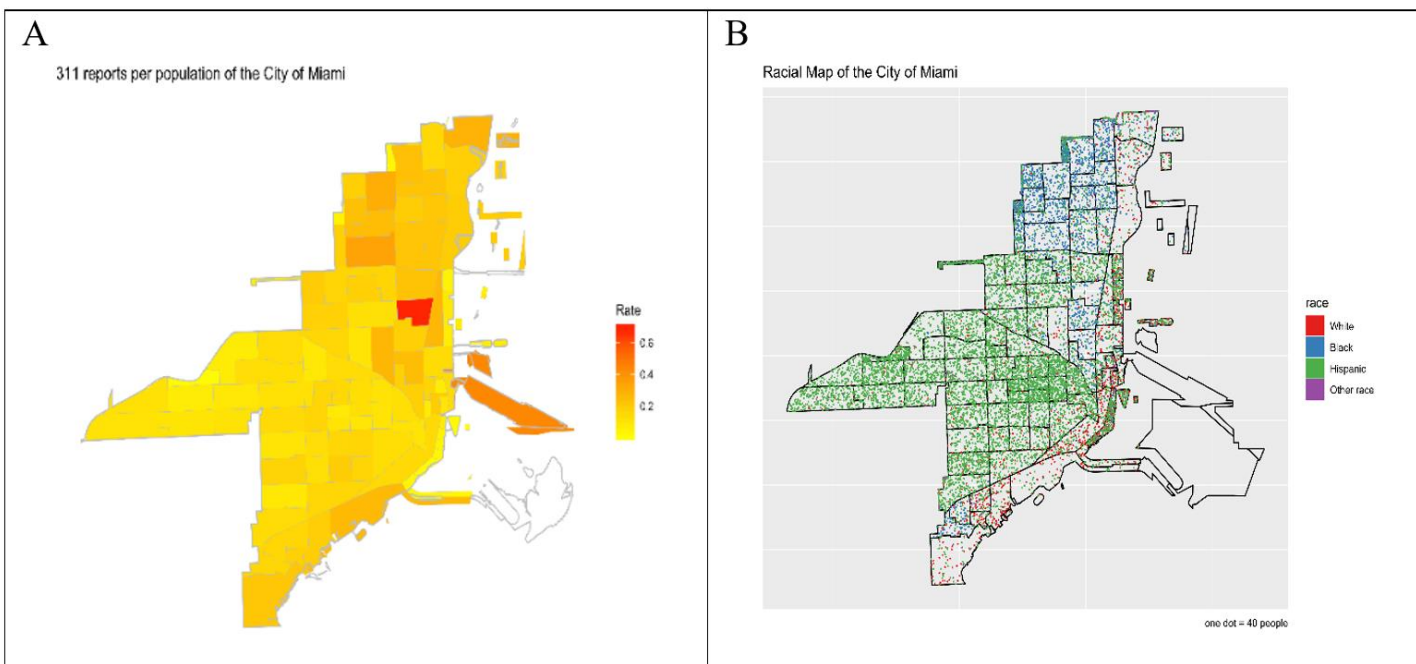 A
311 reports per population of the City of Miami
Rate
0.6
0.4
0.2
B
Racial Map of the City of Miami
race
White
Black
Hispanic
Other race
one dot = 40 people